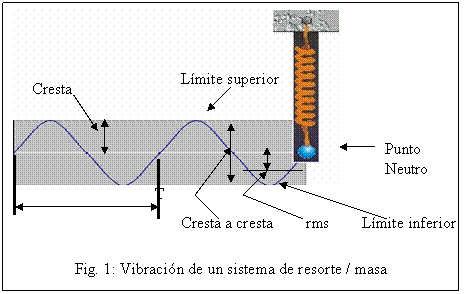 Límite superior
Cresta
Punto
Neutro
T
Cresta a cresta
rms
Límite inferior
Fig. 1: Vibración de un sistema de resorte / masa